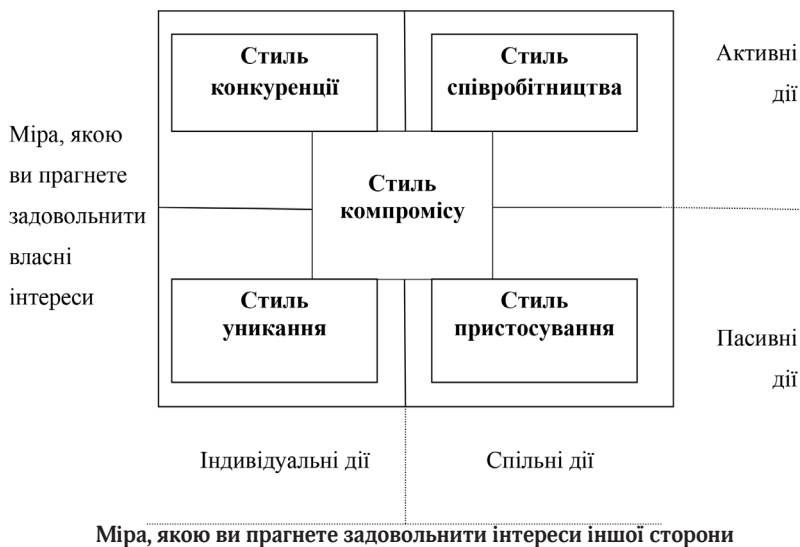 Стиль
конкуренції
Стиль
співробітництва
Активні
дії
Міра, якою
ви прагнете
задовольнити
власні
інтереси
Стиль
компромісу
Стиль
уникання
Стиль
пристосування
Пасивні
дії
Індивідуальні дії
Спільні дії
Міра, якою ви прагнете задовольнити інтереси іншої сторони